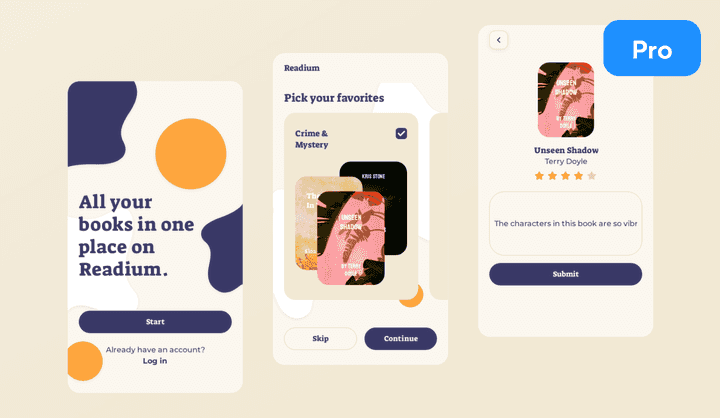 Pro
All your
books in one
place on
Readium.
Start
Already have an account?
Log in
Readium
Pick your favorites
Crime &
Mystery
KRIS STONE
UNSEEN
SHADOW
BY TERRY
DOYLE
Skip
Continue
UNSEEN
SHADOW
BY TERRY
DOYLE
Unseen Shadow
Terry Doyle
The characters in this book are so vibr
Submit